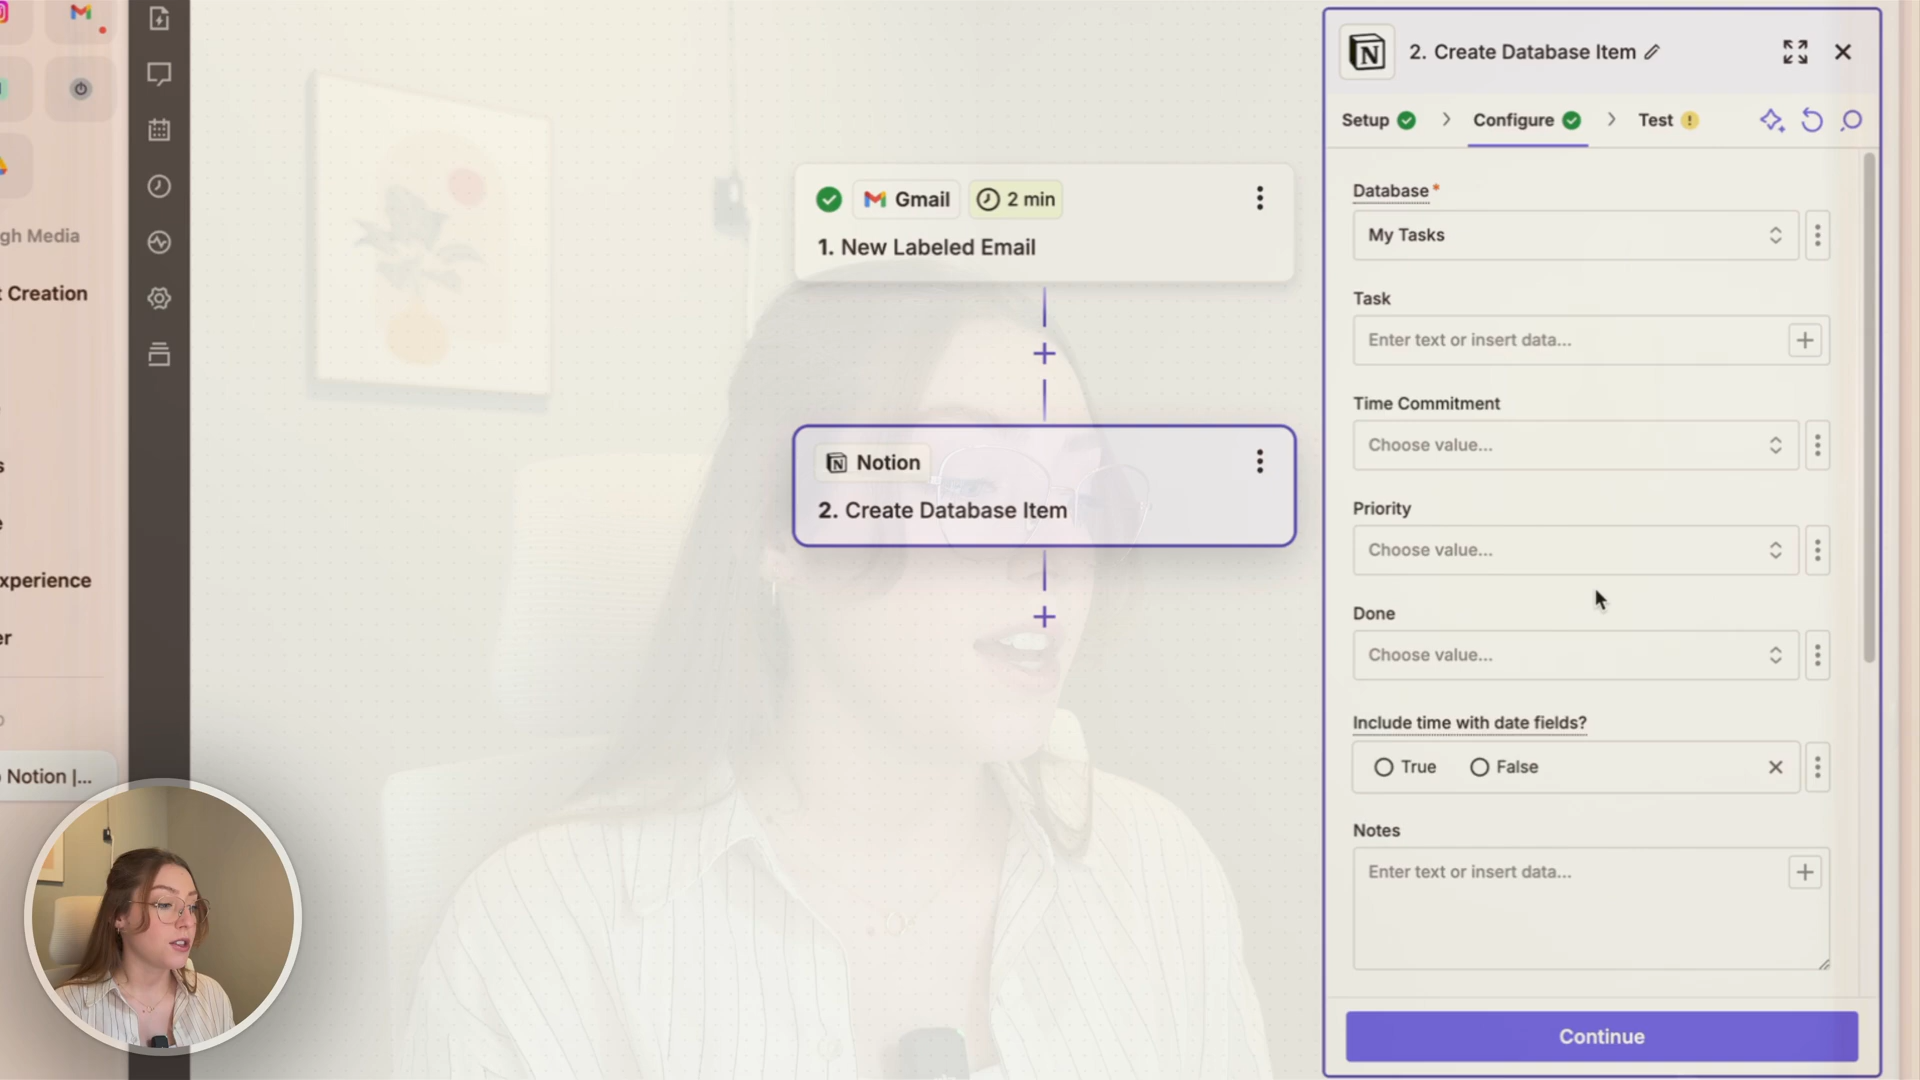 gh Media
Creation
s
e
xperience
er
Notion |...
Gmail
2 min
1. New Labeled Email
Notion
2. Create Database Item
2. Create Database Item
Setup
Configure
Test
Database*
My Tasks
Task
Enter text or insert data...
Time Commitment
Choose value...
Priority
Choose value...
Done
Choose value...
Include time with date fields?
True
False
Notes
Enter text or insert data...
Continue